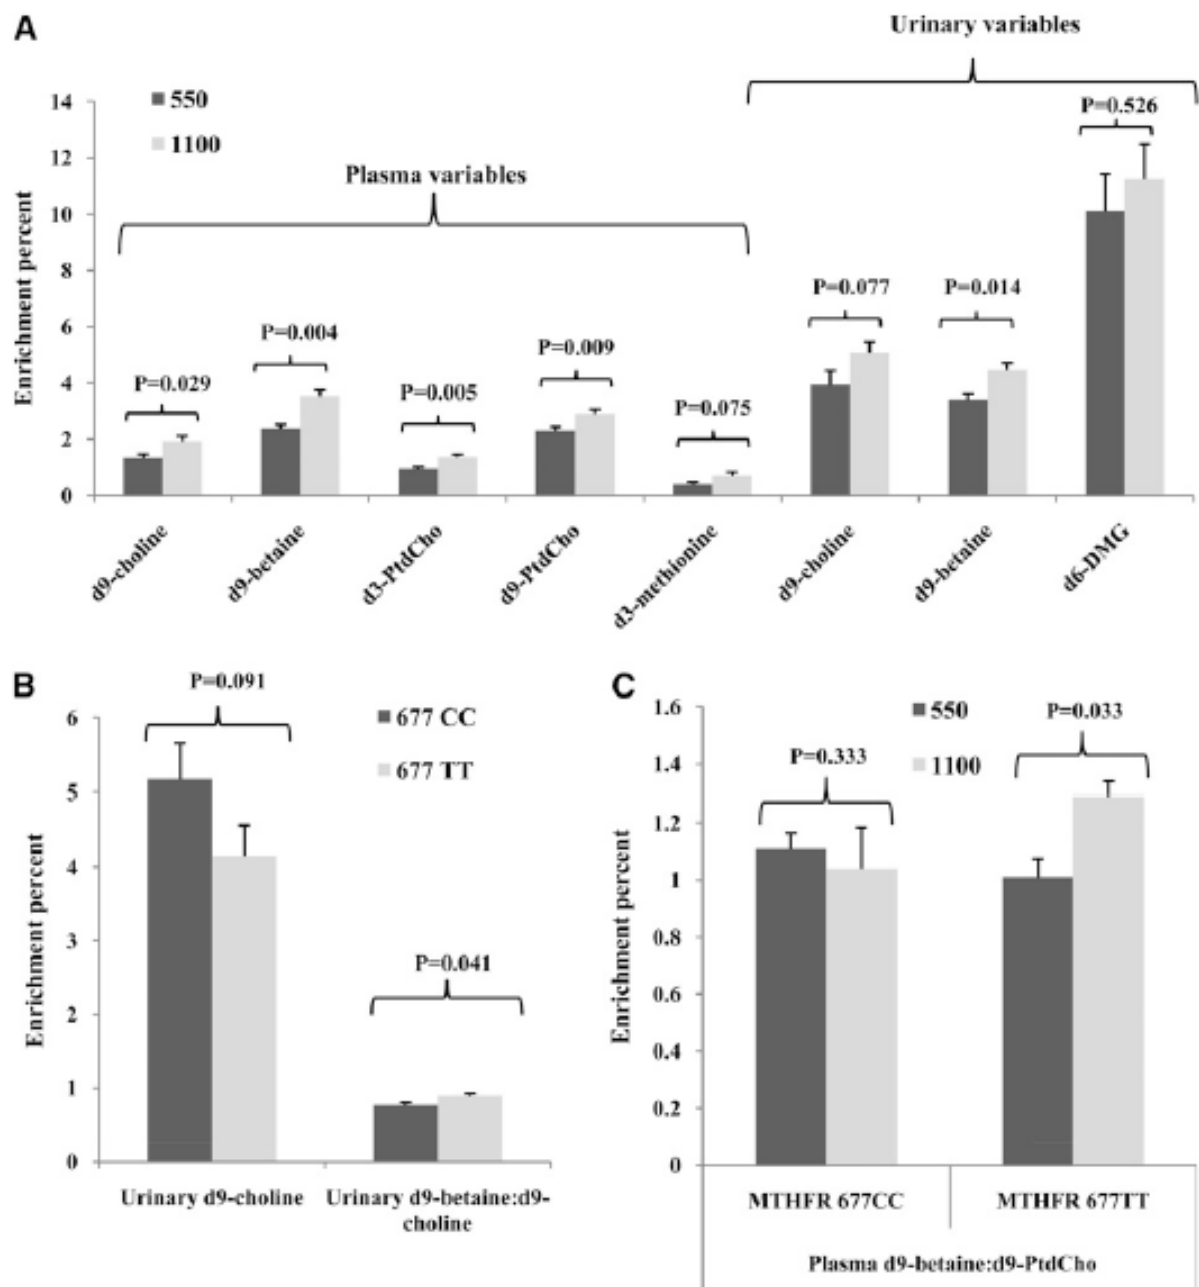 A
Urinary variables
550
1100
P=0.526
Plasma variables
Enrichment percent
14
12
10
8
6
4
2
0
P=0.029
P=0.004
P=0.005
P=0.009
P=0.075
P=0.077
P=0.014
d9-choline
d9-betaine
d3-PtdCho
d9-PtdCho
d3-methionine
d9-choline
d9-betaine
d6-DMG
B
P=0.091
677 CC
677 TT
Enrichment percent
6
5
4
3
2
1
0
P=0.041
Urinary d9-choline
Urinary d9-betaine:d9-
choline
C
550
1100
P=0.033
P=0.333
Enrichment percent
1.6
1.4
1.2
1
0.8
0.6
0.4
0.2
0
MTHFR 677CC
MTHFR 677TT
Plasma d9-betaine:d9-PtdCho